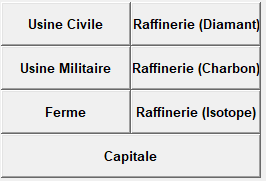 Usine Civile Raffinerie (Diamant)
Usine Militaire Raffinerie (Charbon)
Ferme Raffinerie (Isotope)
Capitale